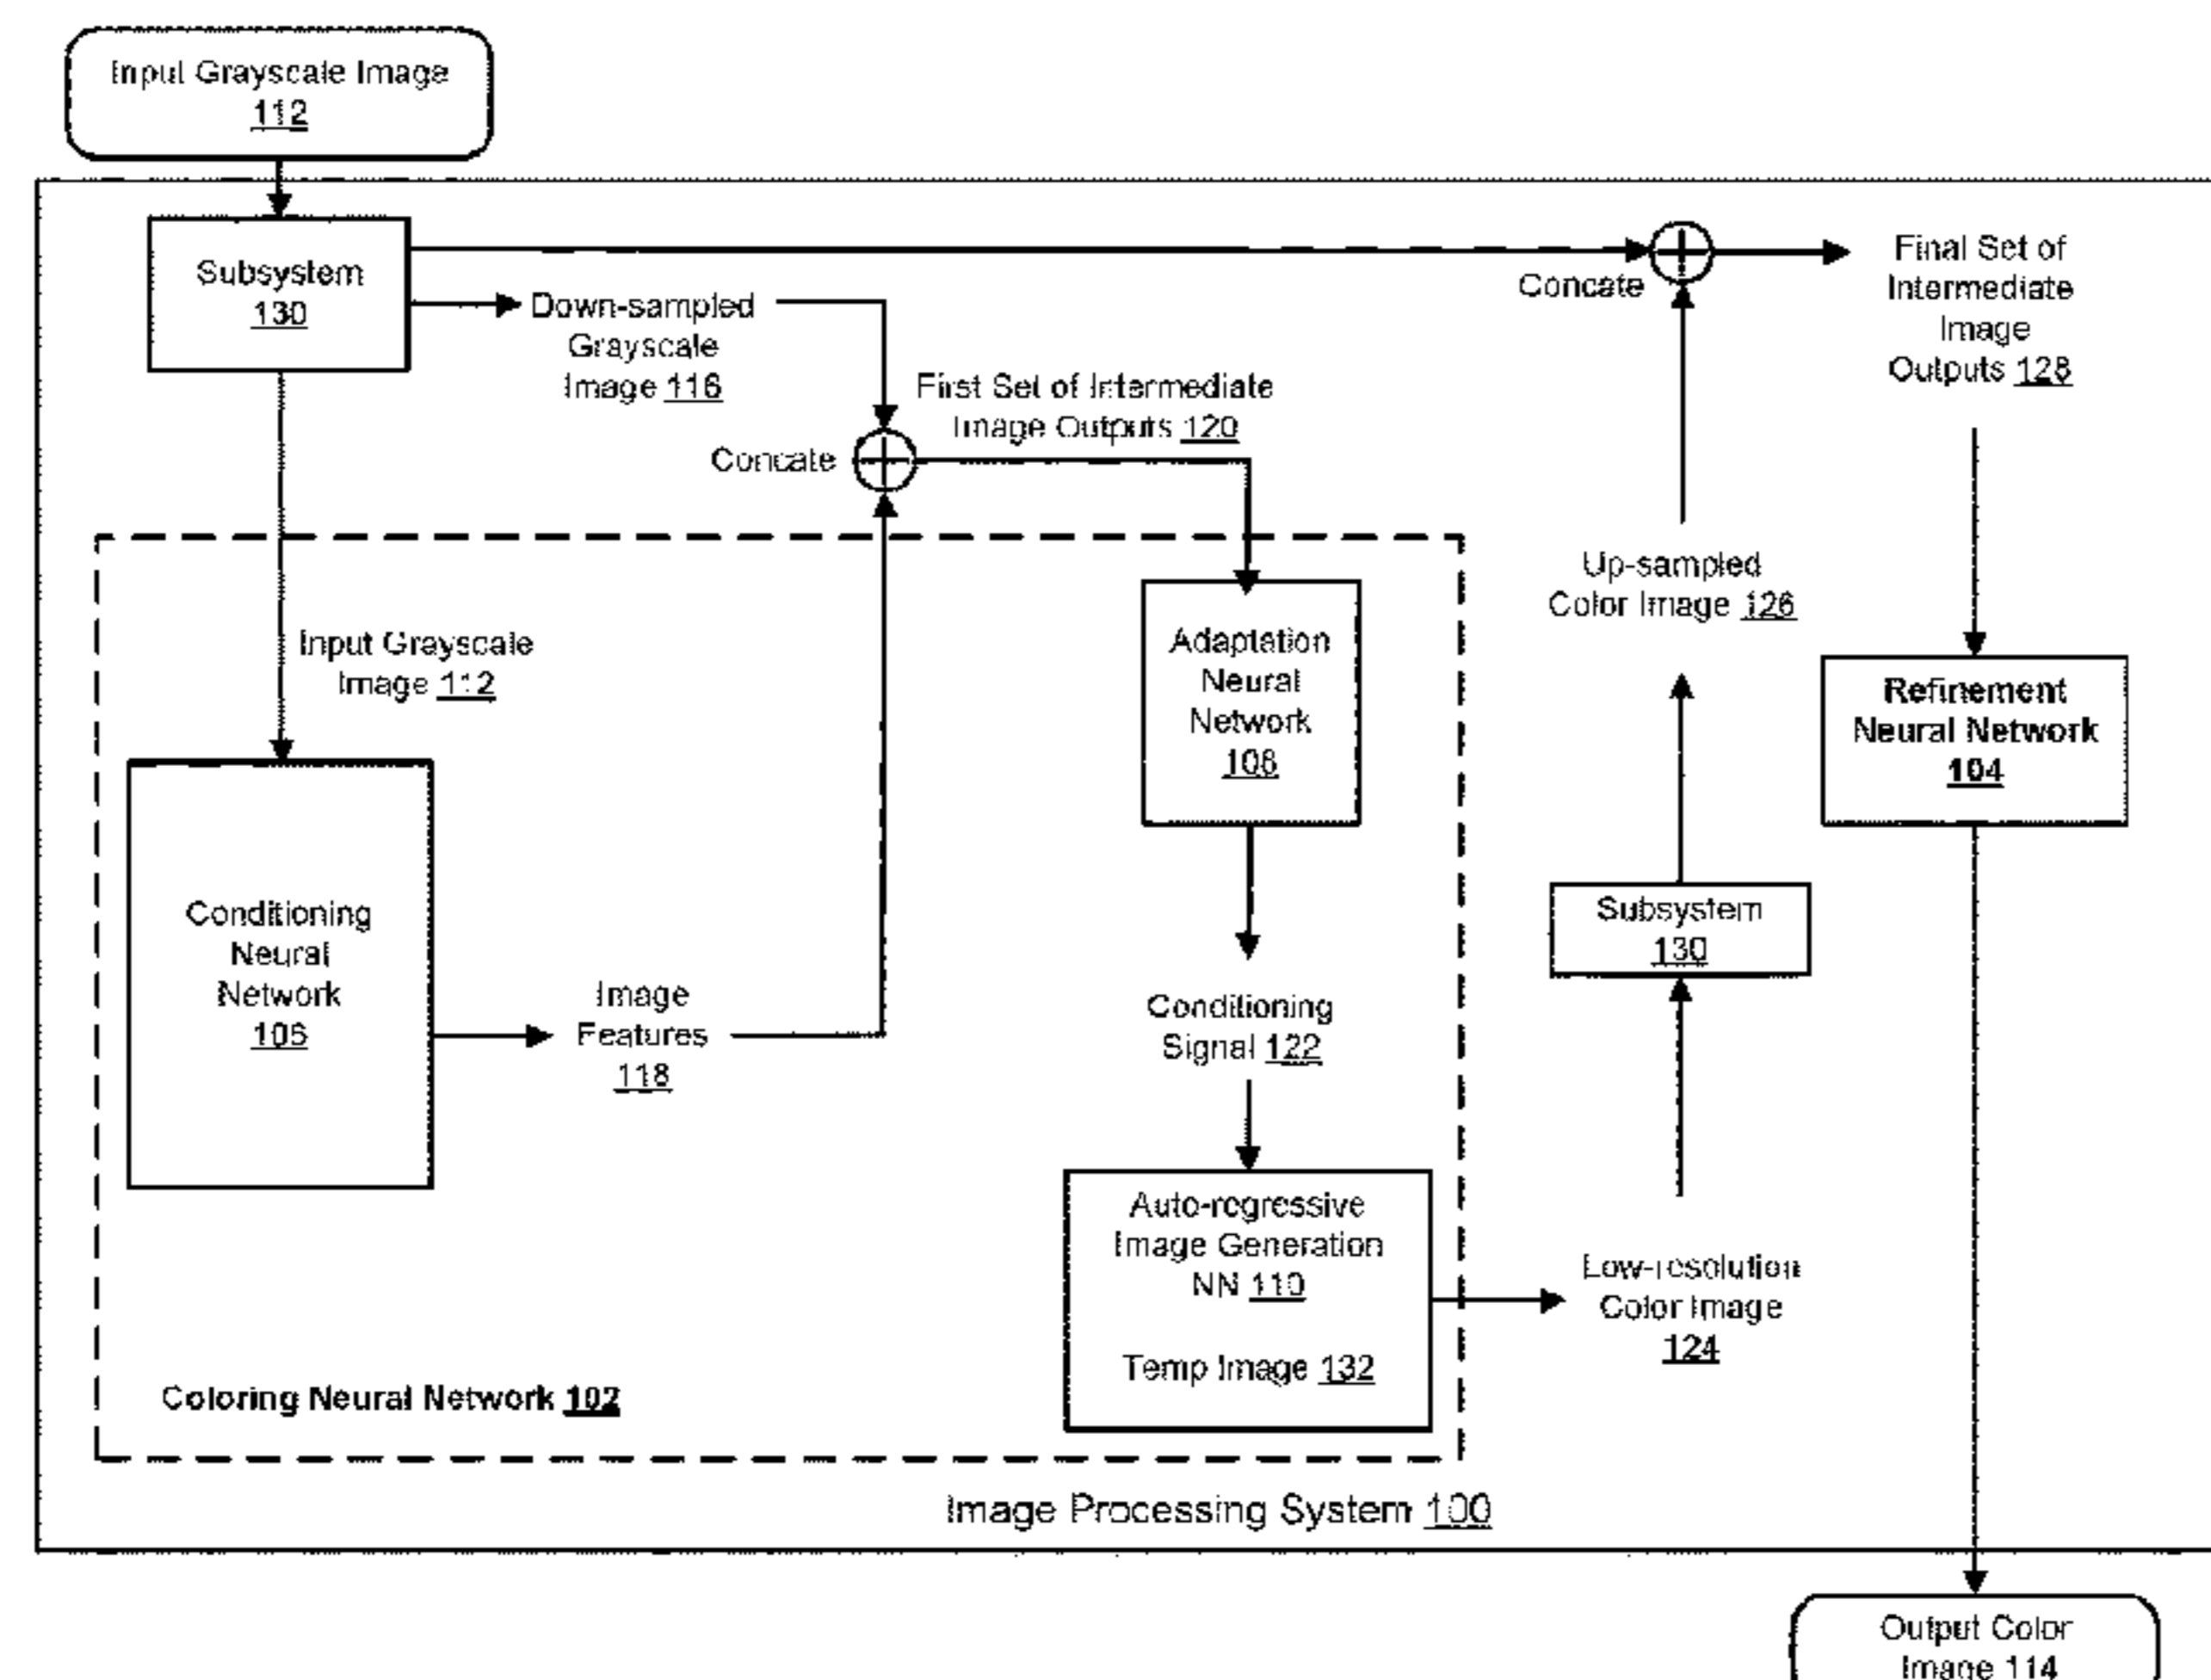 Input Grayscale Image
112
Subsystem
130
Down-sampled
Grayscale
Image 116
Concate
First Set of Intermediate
Image Outputs 120
Concate
Final Set of
Intermediate
Image
Outputs 128
Input Grayscale
Image 112
Conditioning
Neural
Network
106
Image
Features
118
Adaptation
Neural
Network
108
Conditioning
Signal 122
Auto-regressive
Image Generation
NN 110
Temp Image 132
Coloring Neural Network 102
Up-sampled
Color Image 126
Subsystem
130
Low-resolution
Color Image
124
Refinement
Neural Network
104
Image Processing System 100
Output Color
Image 114